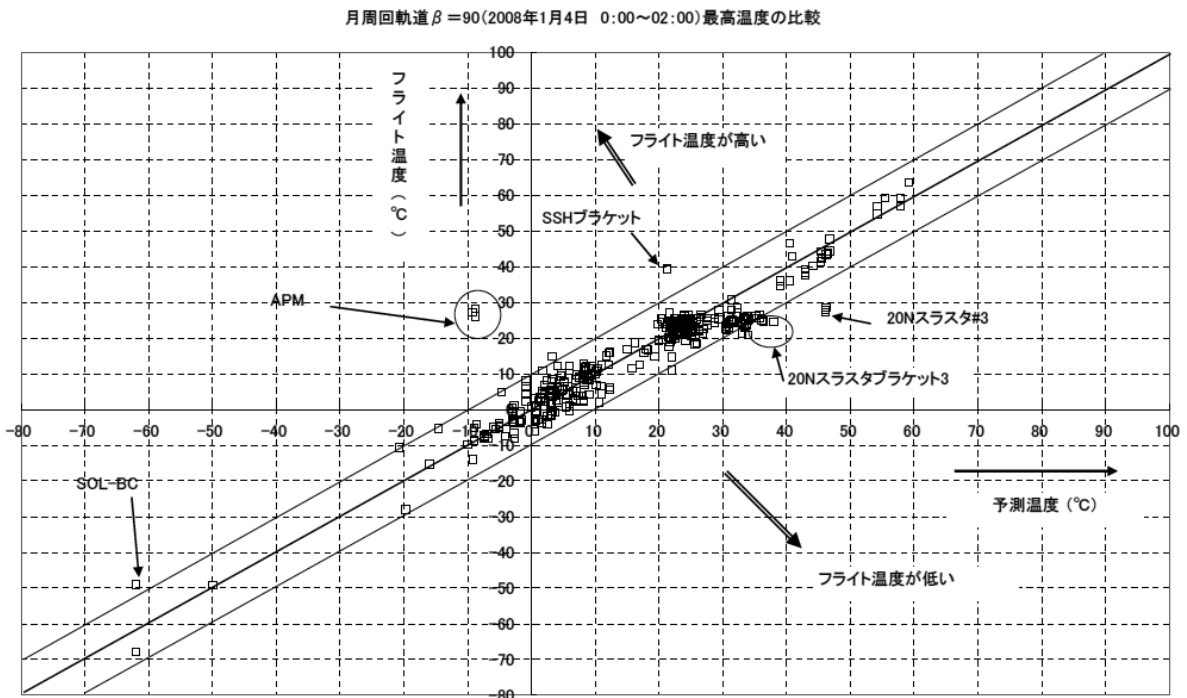 月周回軌道β=90(2008年1月4日 0:00~02:00)最高温度の比較
100
90
80
70
60
50
40
30
20
10
0
-10
-20
-30
-40
-50
-60
-70
-80
フライト温度(℃)
フライト温度が高い
SSHブラケット
APM
20Nスラスタ#3
20Nスラスタブラケット3
-80 -70 -60 -50 -40 -30 -20 -10 0 10 20 30 40 50 60 70 80 90 100
SOL-BC
予測温度(℃)
フライト温度が低い